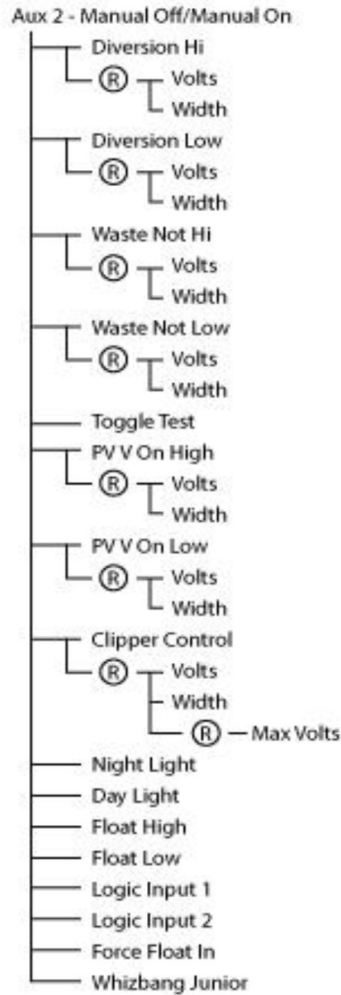 Aux 2 - Manual Off/Manual On
Diversion Hi
R Volts
Width
Diversion Low
R Volts
Width
Waste Not Hi
R Volts
Width
Waste Not Low
R Volts
Width
Toggle Test
PV V On High
R Volts
Width
PV V On Low
R Volts
Width
Clipper Control
R Volts
Width
R Max Volts
Night Light
Day Light
Float High
Float Low
Logic Input 1
Logic Input 2
Force Float In
Whizbang Junior